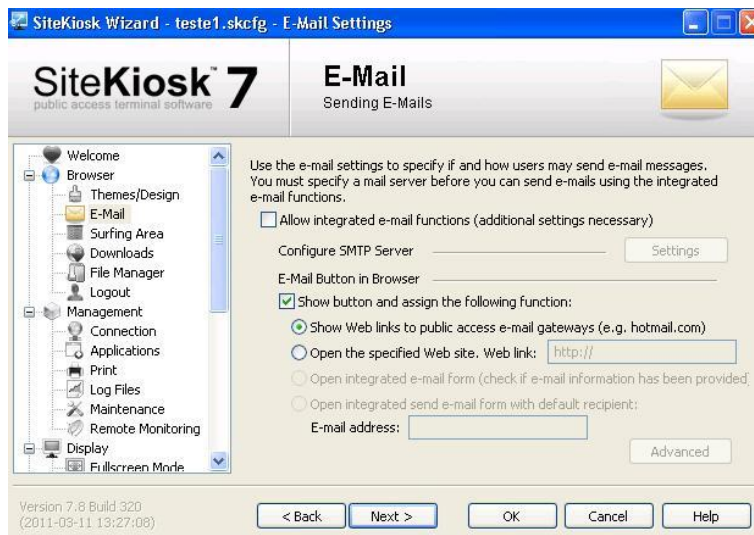 SiteKiosk Wizard - teste1.skcfg - E-Mail Settings
SiteKiosk™ 7
public access terminal software
E-Mail
Sending E-Mails
Welcome
Browser
Themes/Design
E-Mail
Surfing Area
Downloads
File Manager
Logout
Management
Connection
Applications
Print
Log Files
Maintenance
Remote Monitoring
Display
Fullscreen Mode
Use the e-mail settings to specify if and how users may send e-mail messages.
You must specify a mail server before you can send e-mails using the integrated
e-mail functions.
Allow integrated e-mail functions (additional settings necessary)
Configure SMTP Server
Settings
E-Mail Button in Browser
Show button and assign the following function:
Show Web links to public access e-mail gateways (e.g. hotmail.com)
Open the specified Web site. Web link: http://
Open integrated e-mail form (check if e-mail information has been provided)
Open integrated send e-mail form with default recipient:
E-mail address:
Advanced
Version 7.8 Build 320
(2011-03-11 13:27:08)
< Back
Next >
OK
Cancel
Help